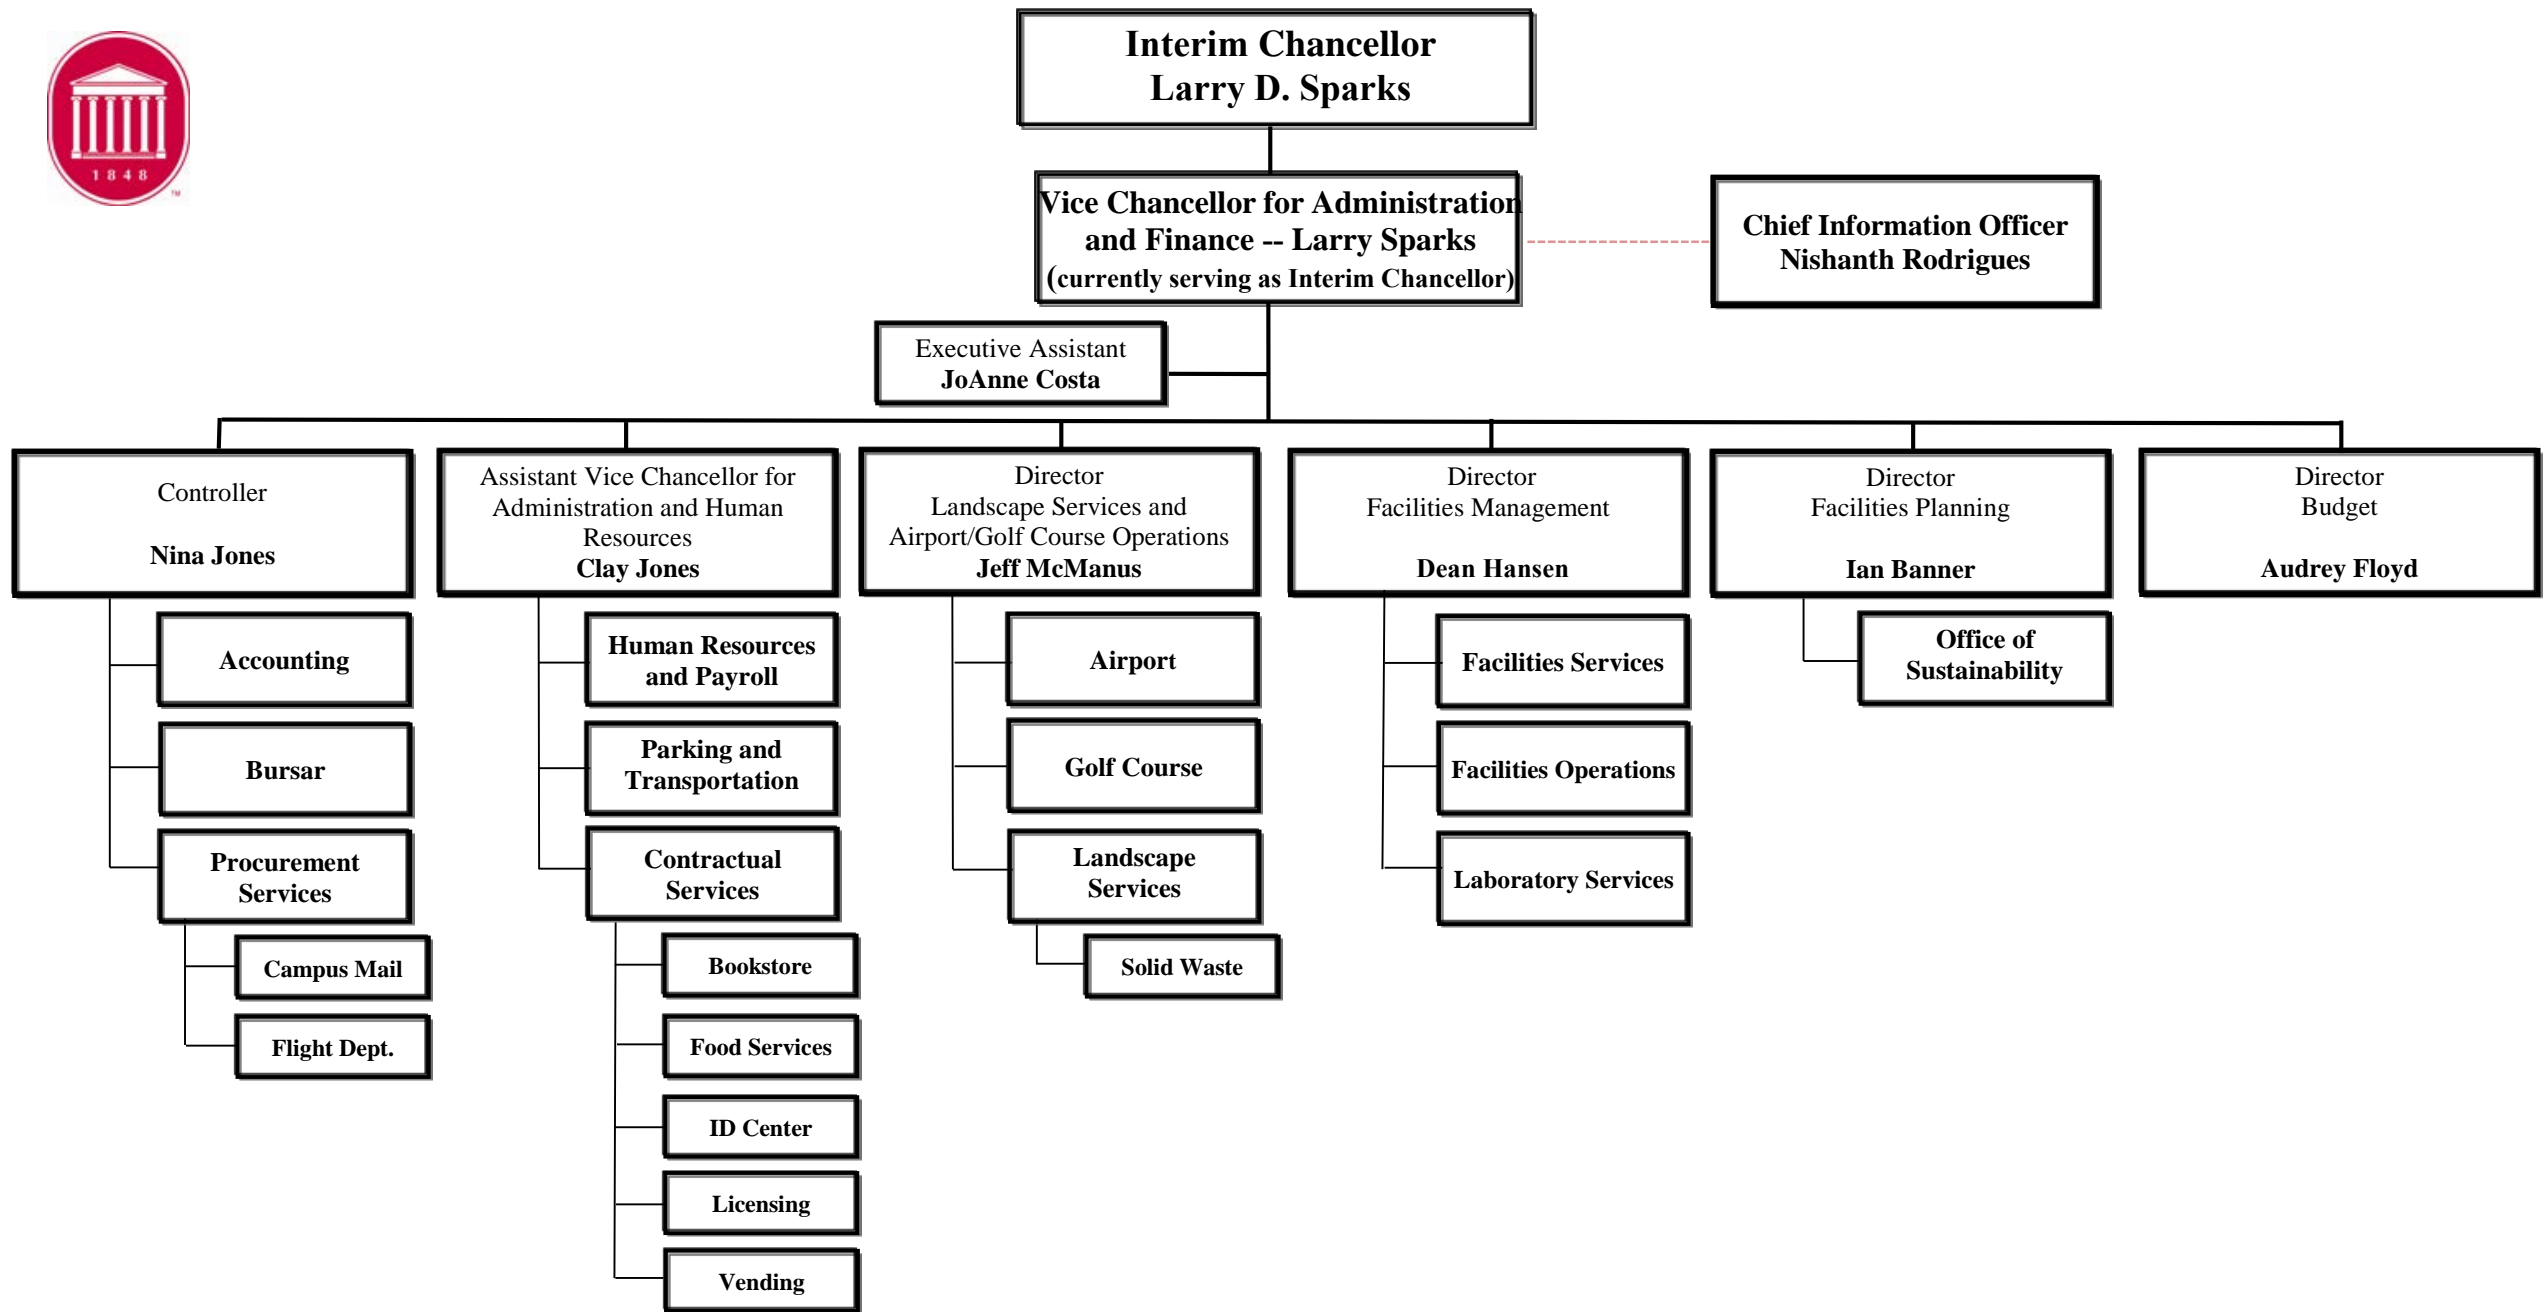 1848
TM
Interim Chancellor
Larry D. Sparks
Vice Chancellor for Administration
and Finance -- Larry Sparks
(currently serving as Interim Chancellor)
Chief Information Officer
Nishanth Rodrigues
Executive Assistant
JoAnne Costa
Controller
Nina Jones
Assistant Vice Chancellor for
Administration and Human
Resources
Clay Jones
Director
Landscape Services and
Airport/Golf Course Operations
Jeff McManus
Director
Facilities Management
Dean Hansen
Director
Facilities Planning
Ian Banner
Director
Budget
Audrey Floyd
Accounting
Bursar
Procurement
Services
Campus Mail
Flight Dept.
Human Resources
and Payroll
Parking and
Transportation
Contractual
Services
Bookstore
Food Services
ID Center
Licensing
Vending
Airport
Golf Course
Landscape
Services
Solid Waste
Facilities Services
Facilities Operations
Laboratory Services
Office of
Sustainability